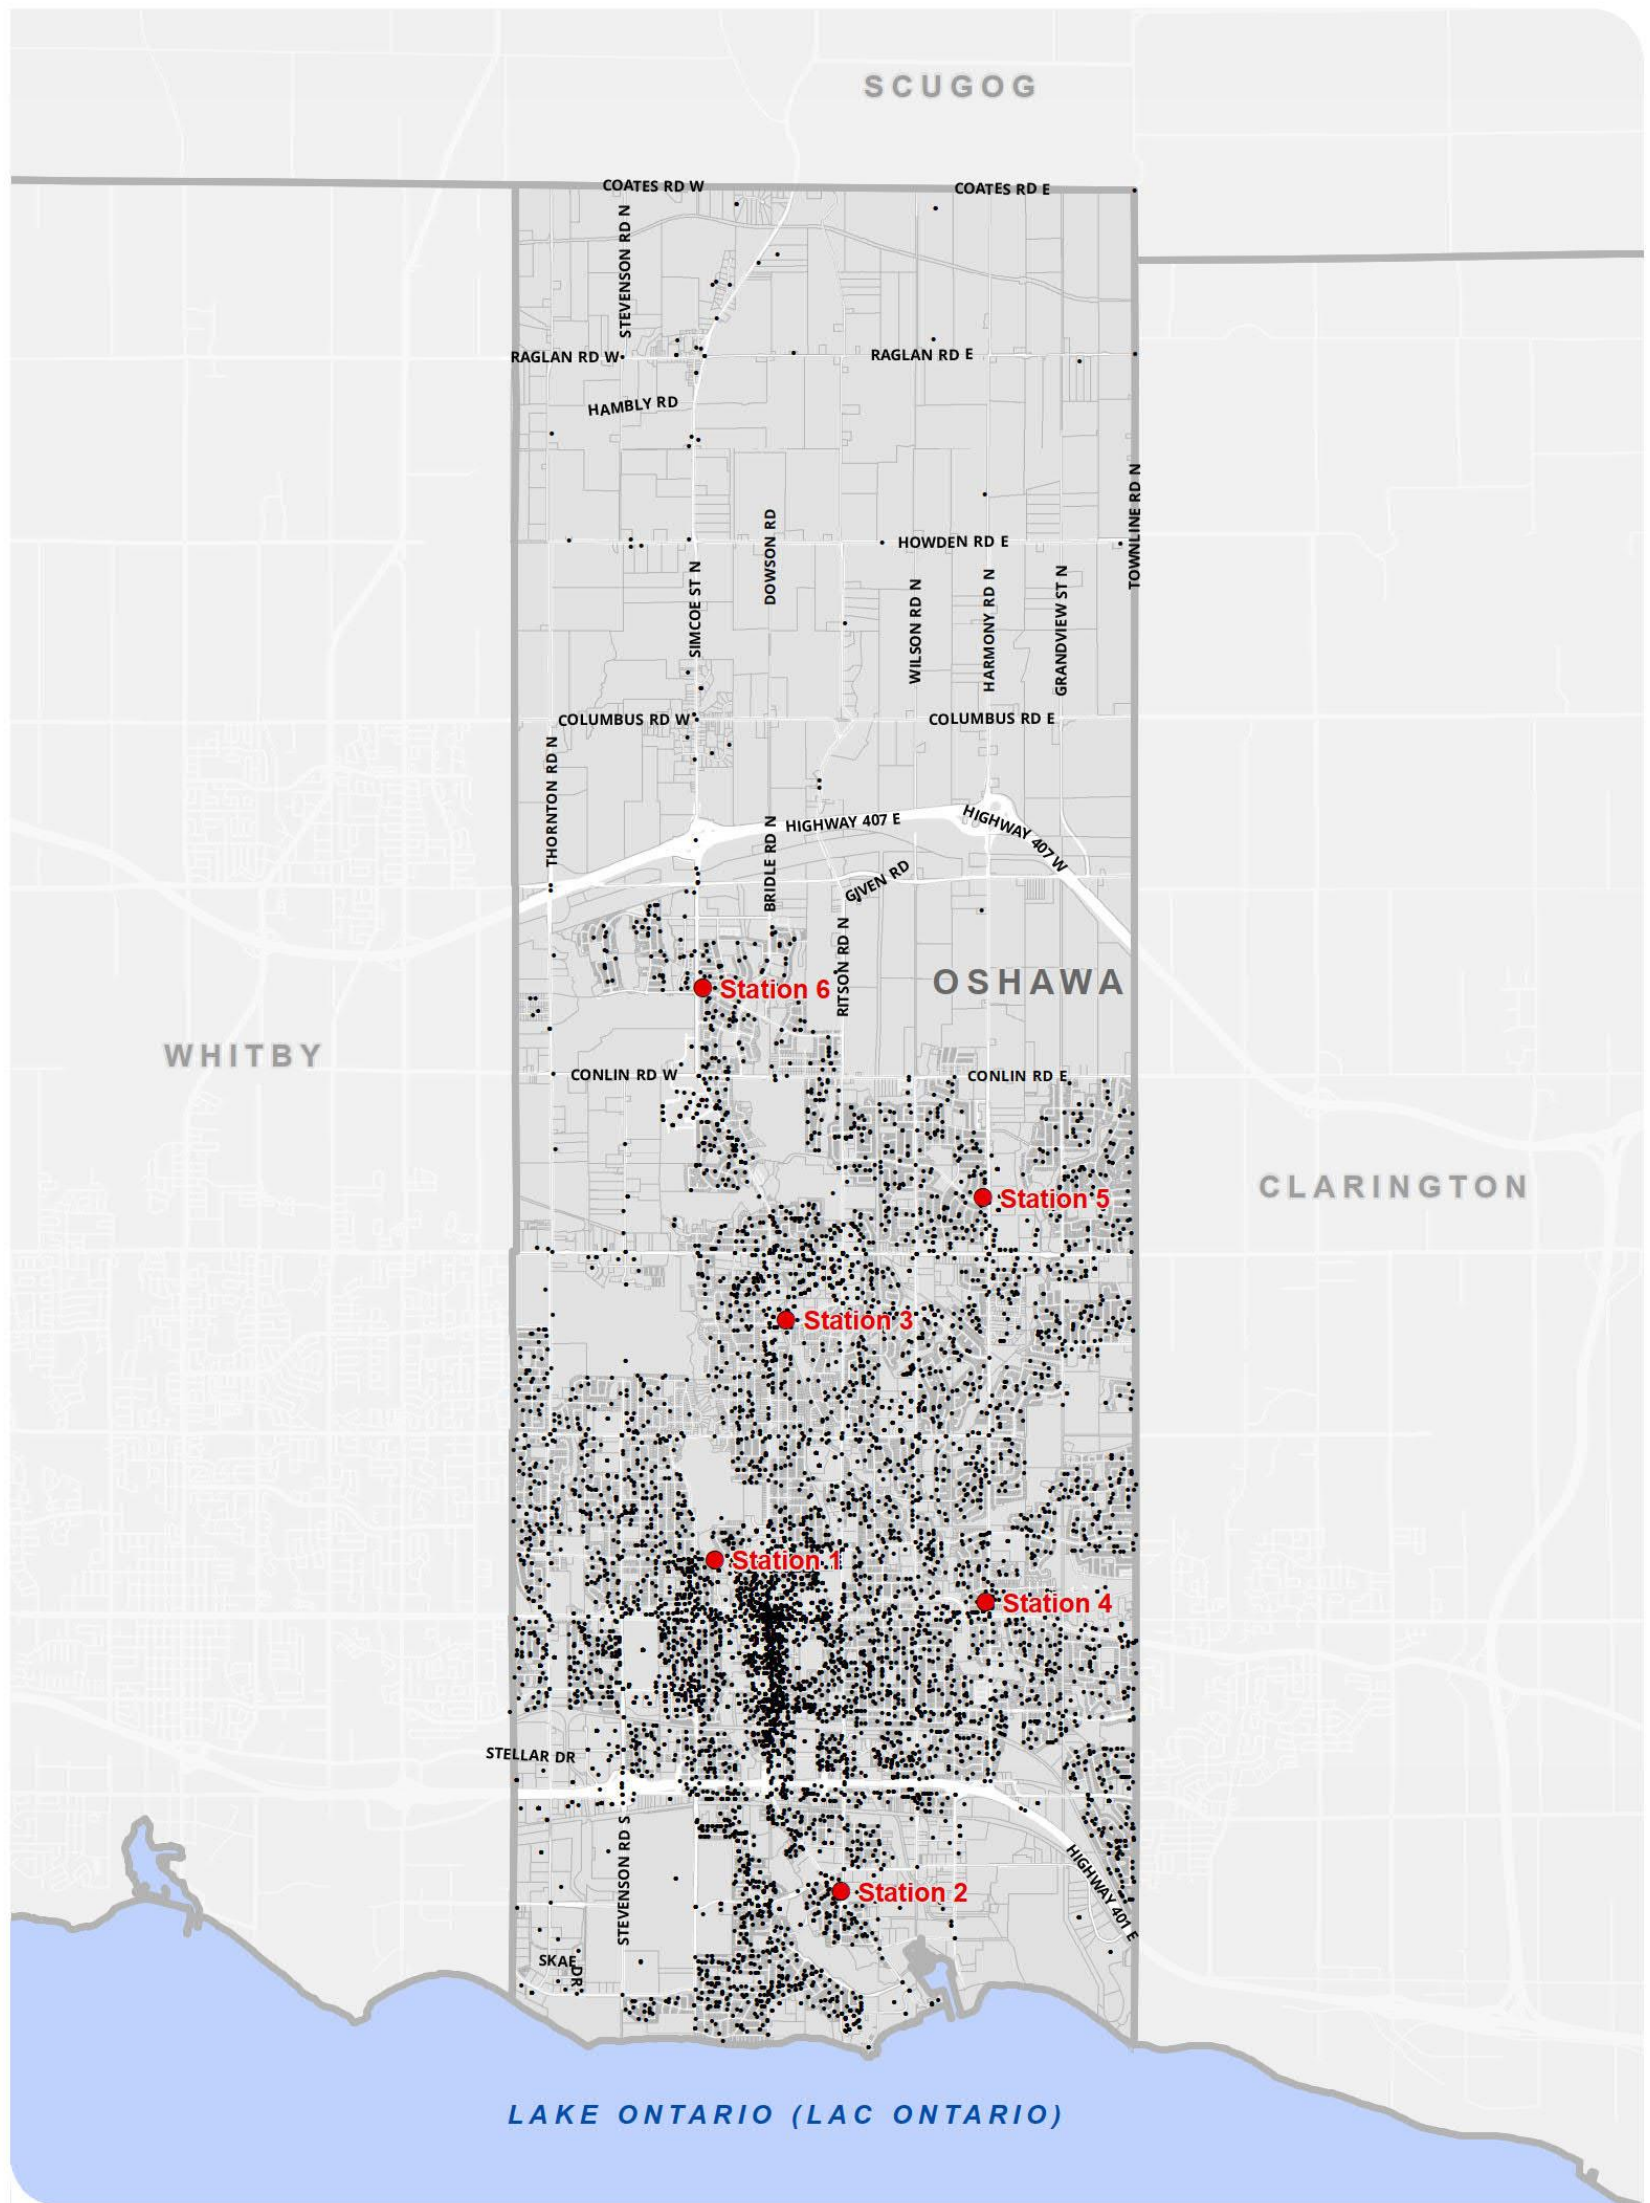 SCUGOG
COATES RD W
COATES RD E
STEVENSON RD N
RAGLAN RD W
RAGLAN RD E
HAMBLY RD
TOWNLINE RD N
DOWSON RD
HOWDEN RD E
SIMCOE ST N
WILSON RD N
HARMONY RD N
GRANDVIEW ST N
COLUMBUS RD W
COLUMBUS RD E
THORNTON RD N
HIGHWAY 407 E
HIGHWAY 407 W
BRIDLE RD N
GIVEN RD
RITSON RD N
OSHAWA
Station 6
WHITBY
CONLIN RD W
CONLIN RD E
CLARINGTON
Station 5
Station 3
Station 1
Station 4
STELLAR DR
STEVENSON RD S
HIGHWAY 401 E
Station 2
SKAE DR
LAKE ONTARIO (LAC ONTARIO)